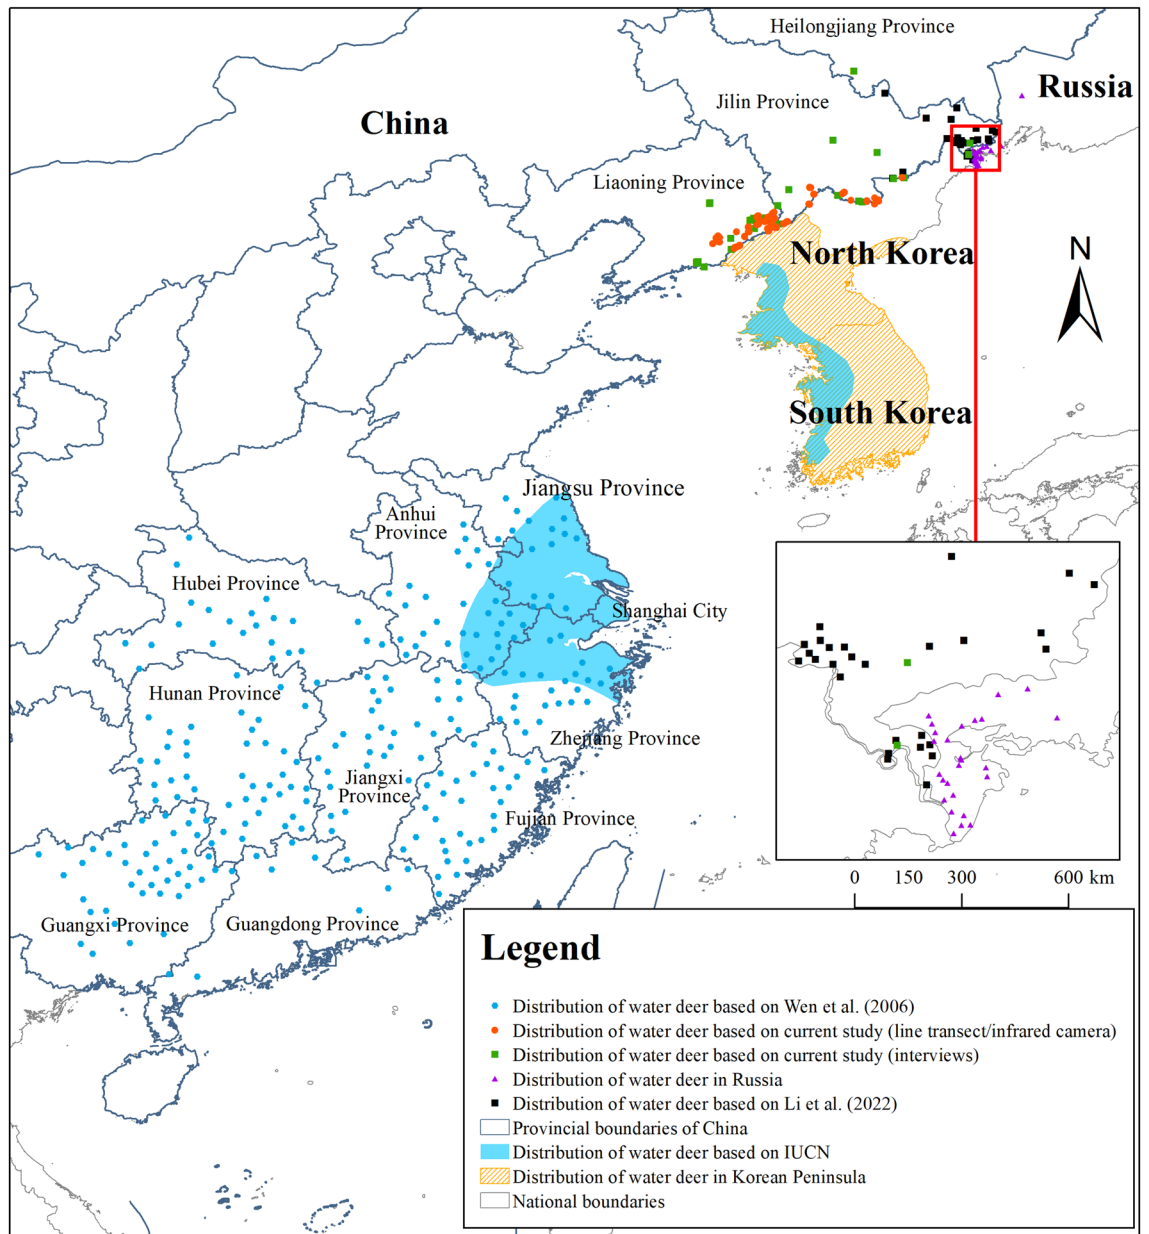 Heilongjiang Province
Russia
Jilin Province
China
Liaoning Province
N
North Korea
South Korea
Jiangsu Province
Anhui
Province
Hubei Province
Shanghai City
Hunan Province
Zhejiang Province
Jiangxi
Province
Fujian Province
0 150 300 600 km
Guangxi Province
Guangdong Province
Legend
Distribution of water deer based on Wen et al. (2006)
Distribution of water deer based on current study (line transect/infrared camera)
Distribution of water deer based on current study (interviews)
Distribution of water deer in Russia
Distribution of water deer based on Li et al. (2022)
Provincial boundaries of China
Distribution of water deer based on IUCN
Distribution of water deer in Korean Peninsula
National boundaries